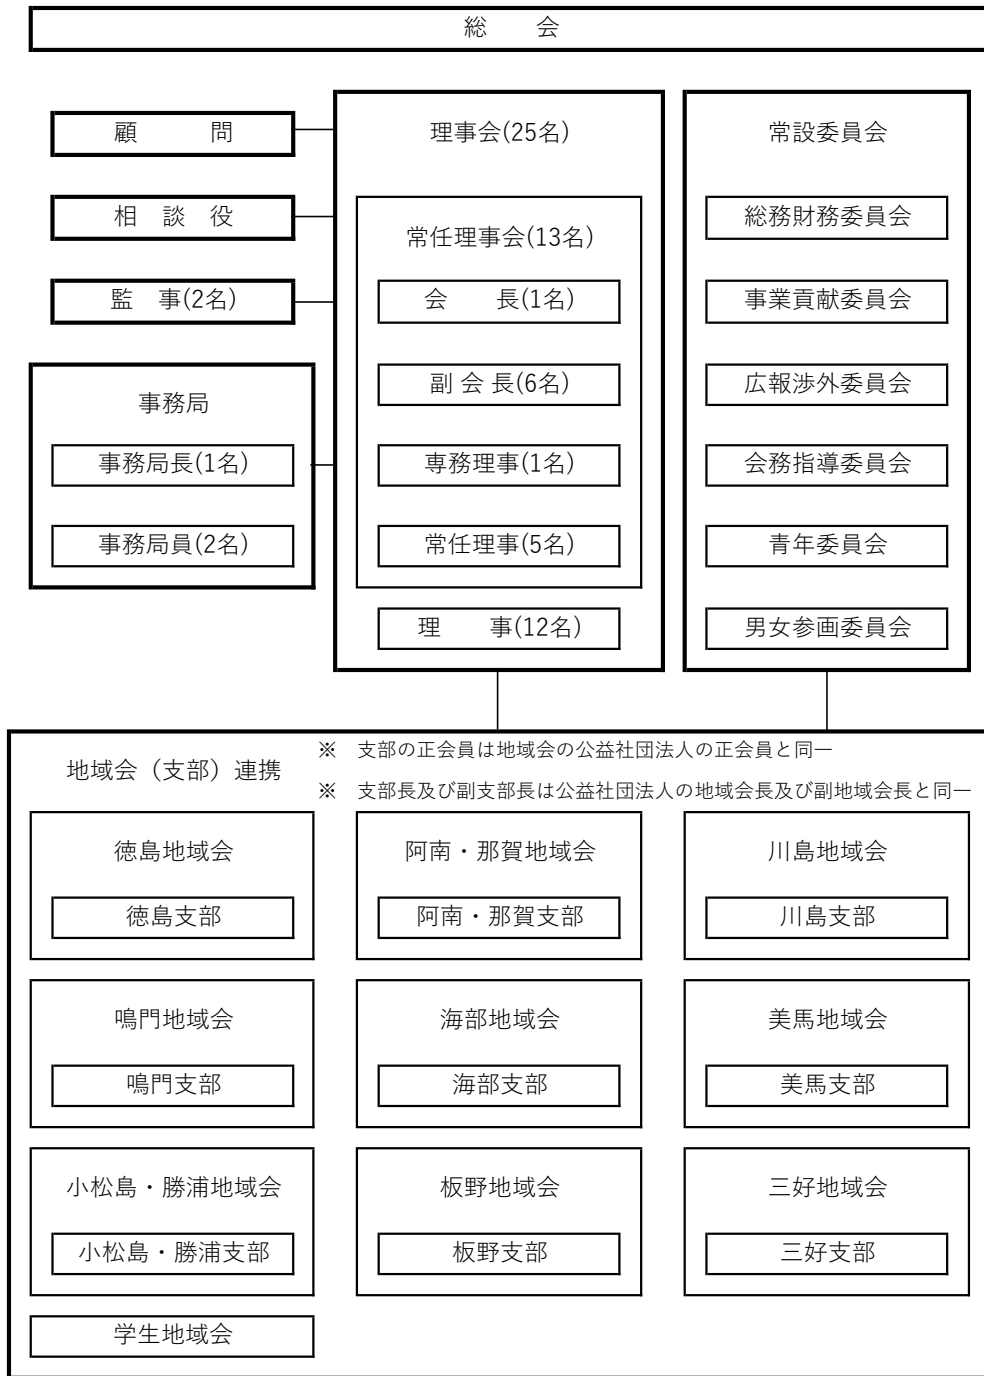 総　会
顧　　問
相　談　役
監　事(2名)
事務局
事務局長(1名)
事務局員(2名)
理事会(25名)
常任理事会(13名)
会　　長(1名)
副 会 長(6名)
専務理事(1名)
常任理事(5名)
理　　事(12名)
常設委員会
総務財務委員会
事業貢献委員会
広報渉外委員会
会務指導委員会
青年委員会
男女参画委員会
地域会（支部）連携
※　支部の正会員は地域会の公益社団法人の正会員と同一
※　支部長及び副支部長は公益社団法人の地域会長及び副地域会長と同一
徳島地域会
徳島支部
阿南・那賀地域会
阿南・那賀支部
川島地域会
川島支部
鳴門地域会
鳴門支部
海部地域会
海部支部
美馬地域会
美馬支部
小松島・勝浦地域会
小松島・勝浦支部
板野地域会
板野支部
三好地域会
三好支部
学生地域会